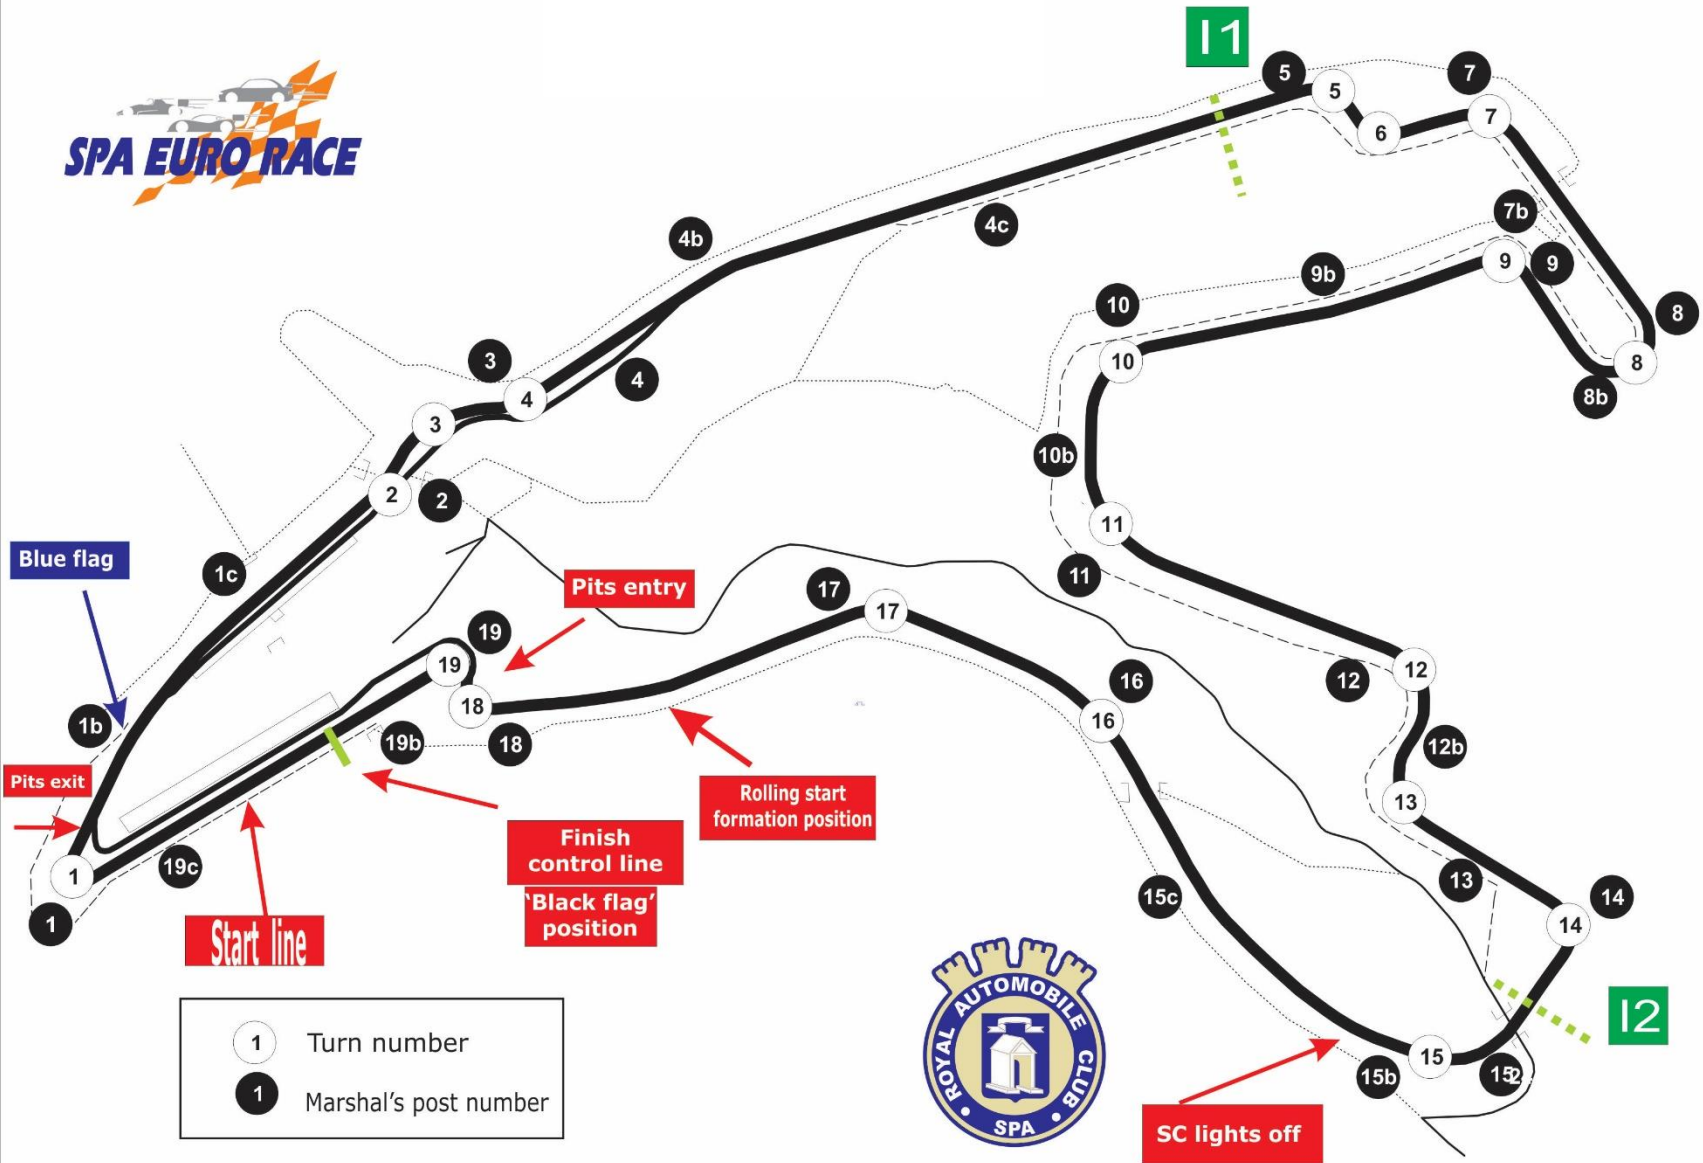 I1
5
7
5
7
6
SPA EURO RACE
7b
4c
4b
9
9
9b
10
8
3
10
8
4
4
8b
3
10b
2
2
11
Blue flag
1c
11
Pits entry
17
17
19
19
12
12
16
18
16
1b
19b
18
12b
Pits exit
Rolling start
formation position
13
Finish
control line
19c
1
13
15c
14
‘Black flag’
position
1
14
Start line
ROYAL AUTOMOBILE CLUB
SPA
I2
1 Turn number
15
15b
1 Marshal's post number
SC lights off